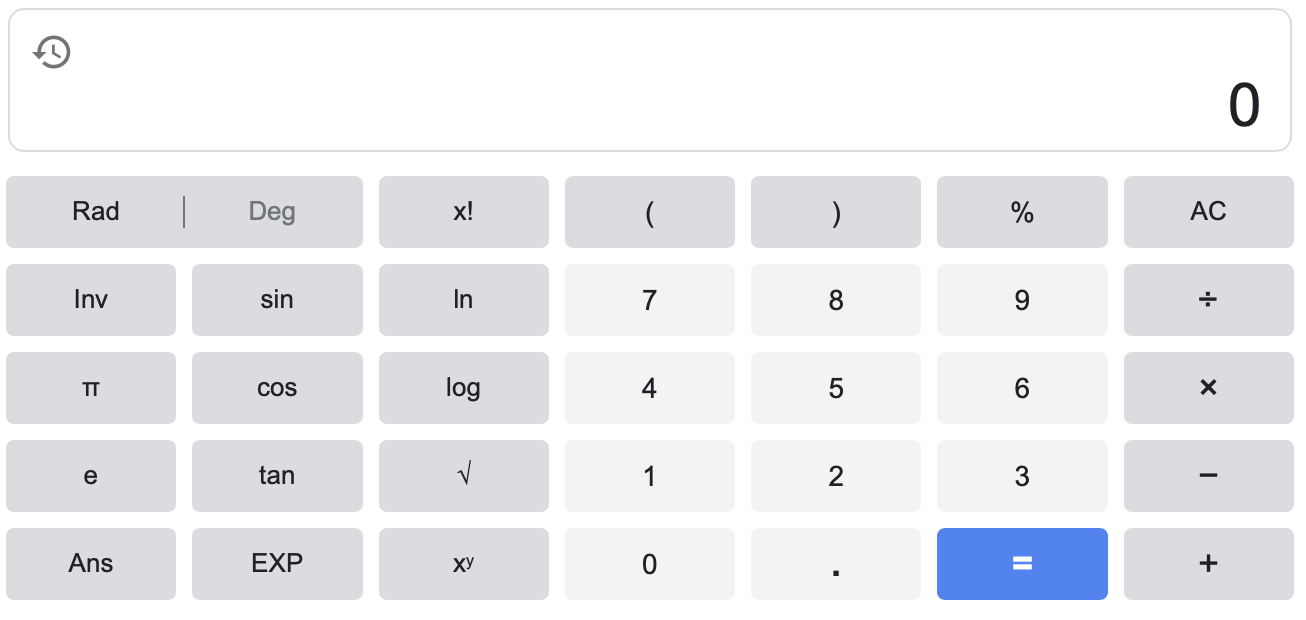 0
Rad | Deg x! ( ) % AC
Inv sin ln 7 8 9 ÷
π cos log 4 5 6 ×
e tan √ 1 2 3 −
Ans EXP xʸ 0 . = +